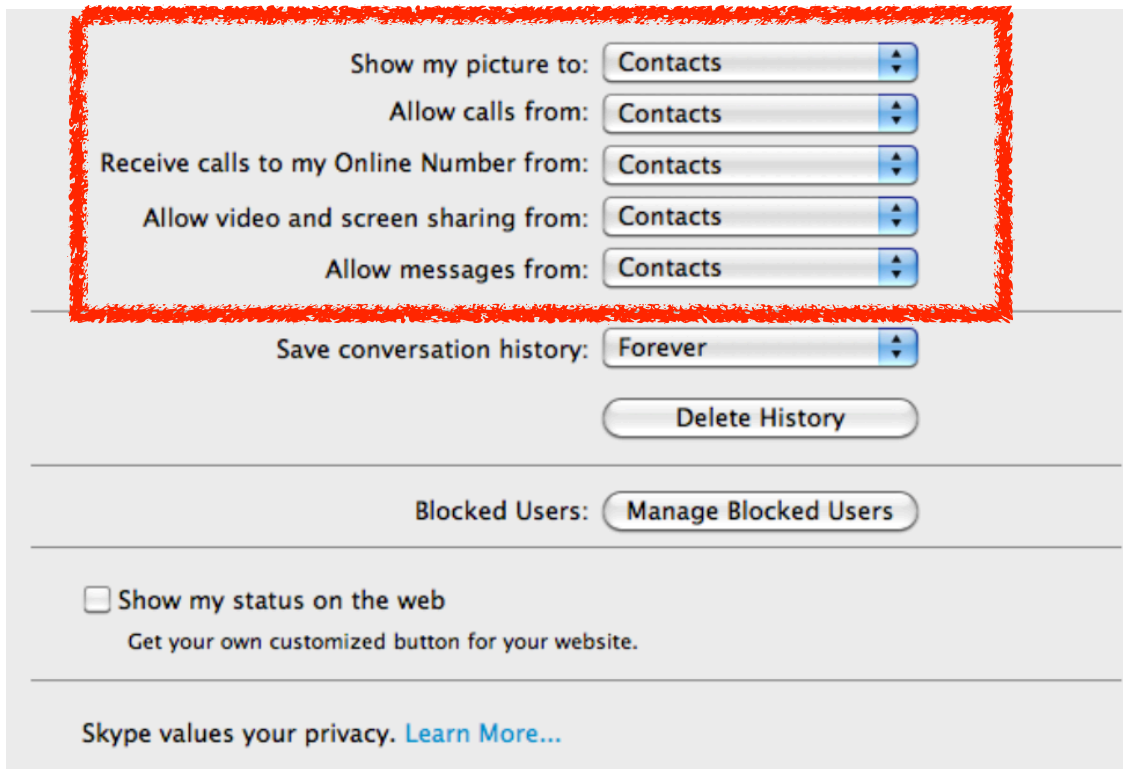 Show my picture to: Contacts
Allow calls from: Contacts
Receive calls to my Online Number from: Contacts
Allow video and screen sharing from: Contacts
Allow messages from: Contacts
Save conversation history: Forever
Delete History
Blocked Users: Manage Blocked Users
Show my status on the web
Get your own customized button for your website.
Skype values your privacy. Learn More...